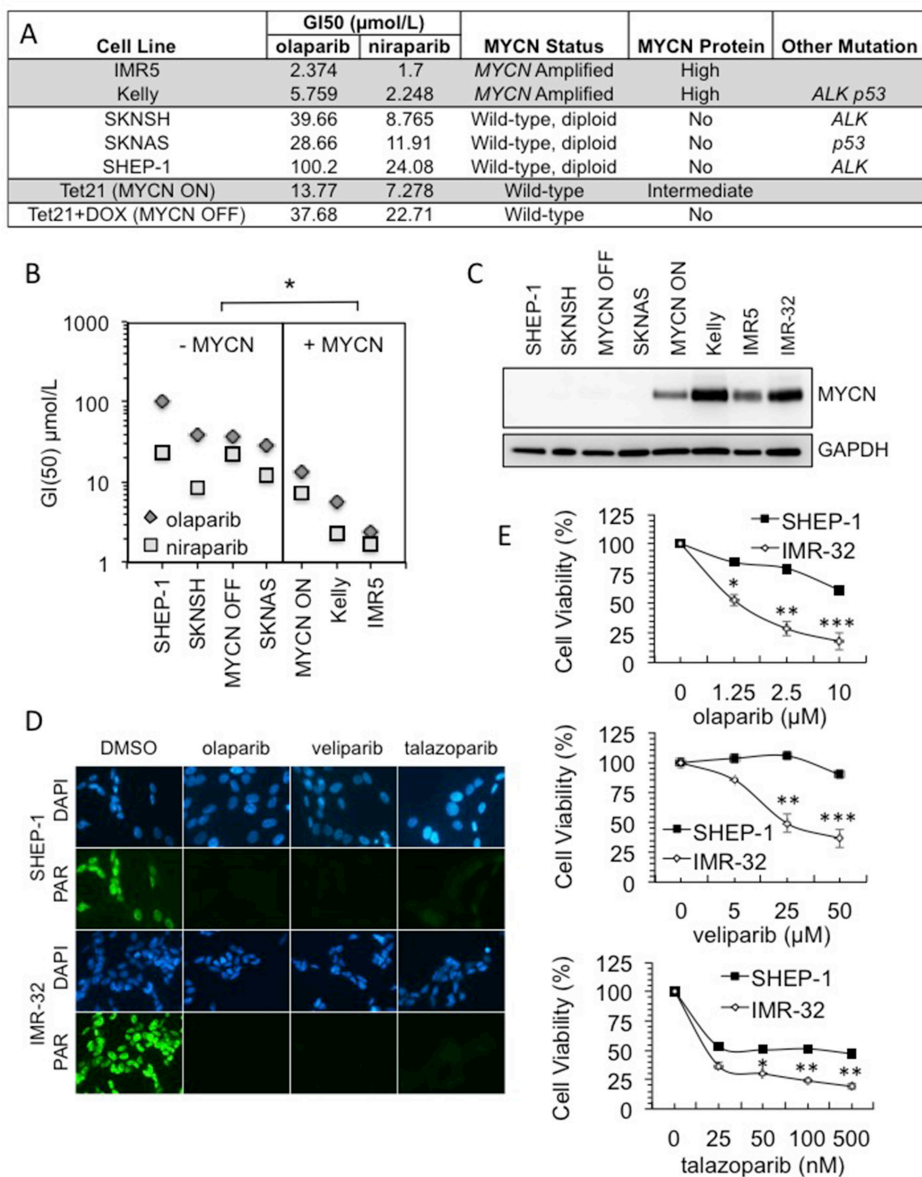 A
GI50 (µmol/L)
Cell Line olaparib niraparib MYCN Status MYCN Protein Other Mutation
IMR5 2.374 1.7 MYCN Amplified High
Kelly 5.759 2.248 MYCN Amplified High ALK p53
SKNSH 39.66 8.765 Wild-type, diploid No ALK
SKNAS 28.66 11.91 Wild-type, diploid No p53
SHEP-1 100.2 24.08 Wild-type, diploid No ALK
Tet21 (MYCN ON) 13.77 7.278 Wild-type Intermediate
Tet21+DOX (MYCN OFF) 37.68 22.71 Wild-type No
B
*
- MYCN + MYCN
GI(50) µmol/L
1000
100
10
1
olaparib
niraparib
SHEP-1
SKNSH
MYCN OFF
SKNAS
MYCN ON
Kelly
IMR5
C
SHEP-1
SKNSH
MYCN OFF
SKNAS
MYCN ON
Kelly
IMR5
IMR-32
MYCN
GAPDH
D
DMSO olaparib veliparib talazoparib
SHEP-1
DAPI
PAR
IMR-32
DAPI
PAR
E
Cell Viability (%)
125
100
75
50
25
0
SHEP-1
IMR-32
* ** ***
0 1.25 2.5 10
olaparib (µM)
Cell Viability (%)
125
100
75
50
25
0
SHEP-1
IMR-32
** ***
0 5 25 50
veliparib (µM)
Cell Viability (%)
125
100
75
50
25
0
SHEP-1
IMR-32
* ** **
0 25 50 100 500
talazoparib (nM)